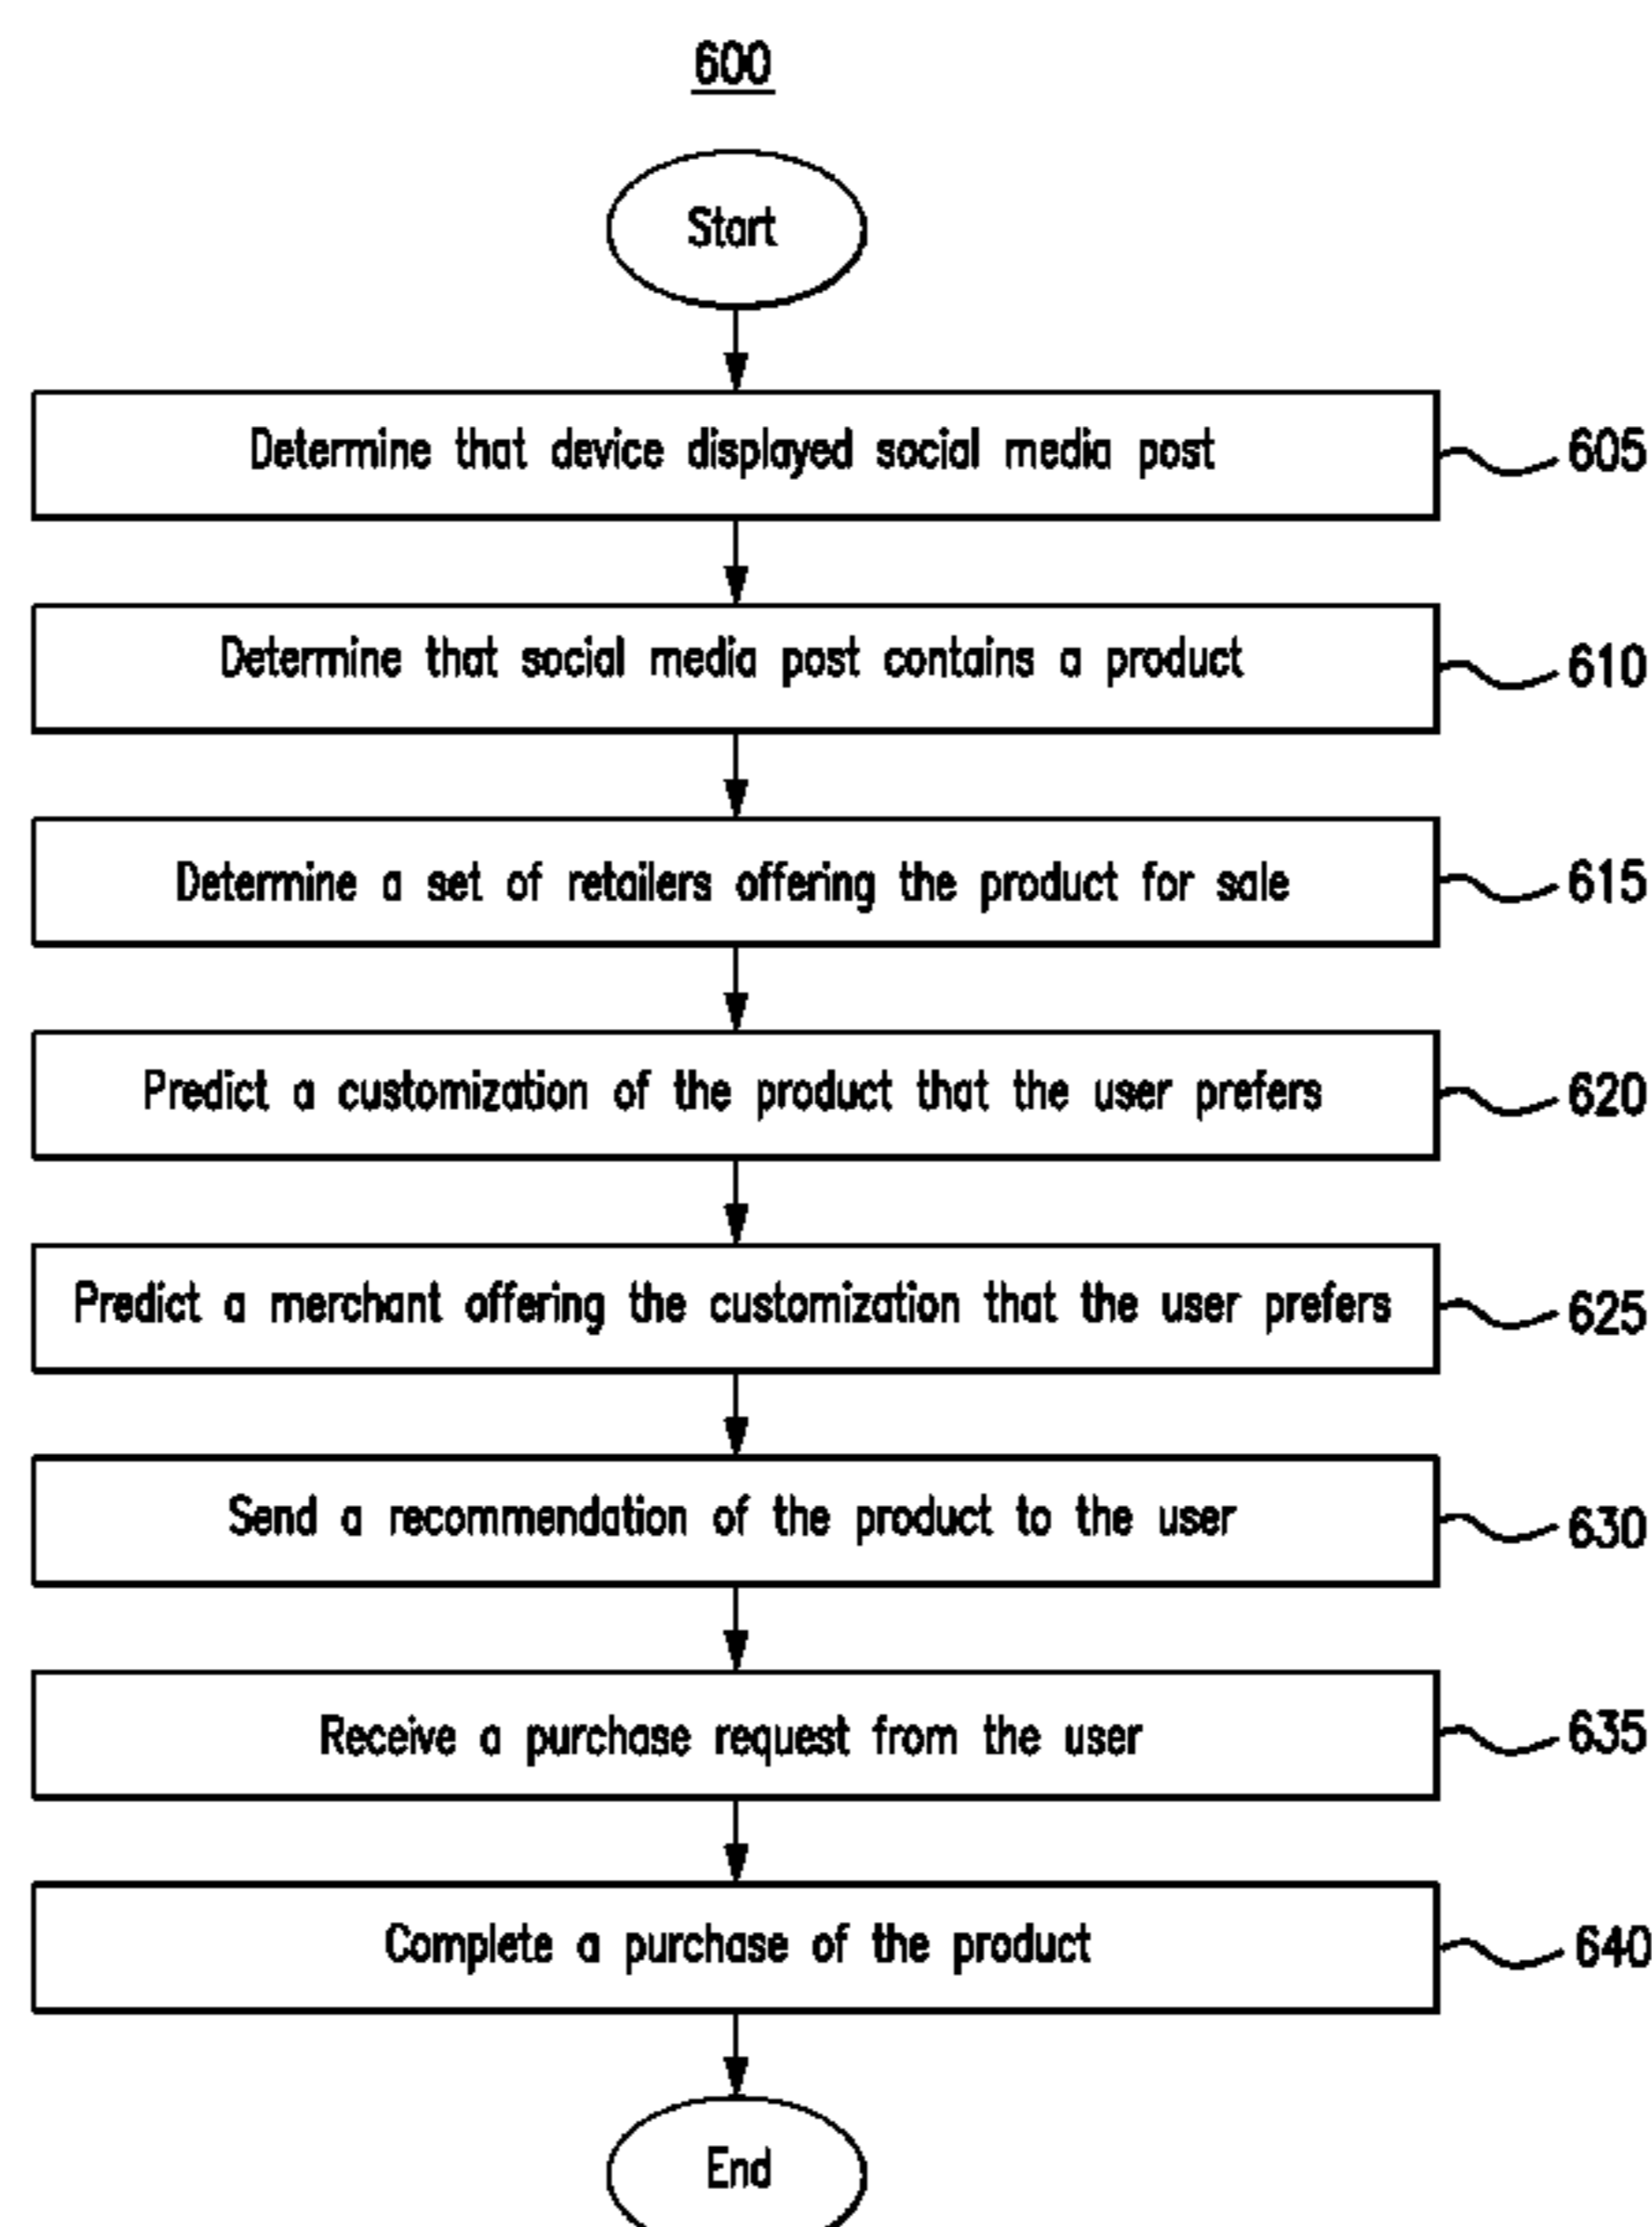 600
Start
Determine that device displayed social media post
605
Determine that social media post contains a product
610
Determine a set of retailers offering the product for sale
615
Predict a customization of the product that the user prefers
620
Predict a merchant offering the customization that the user prefers
625
Send a recommendation of the product to the user
630
Receive a purchase request from the user
635
Complete a purchase of the product
640
End